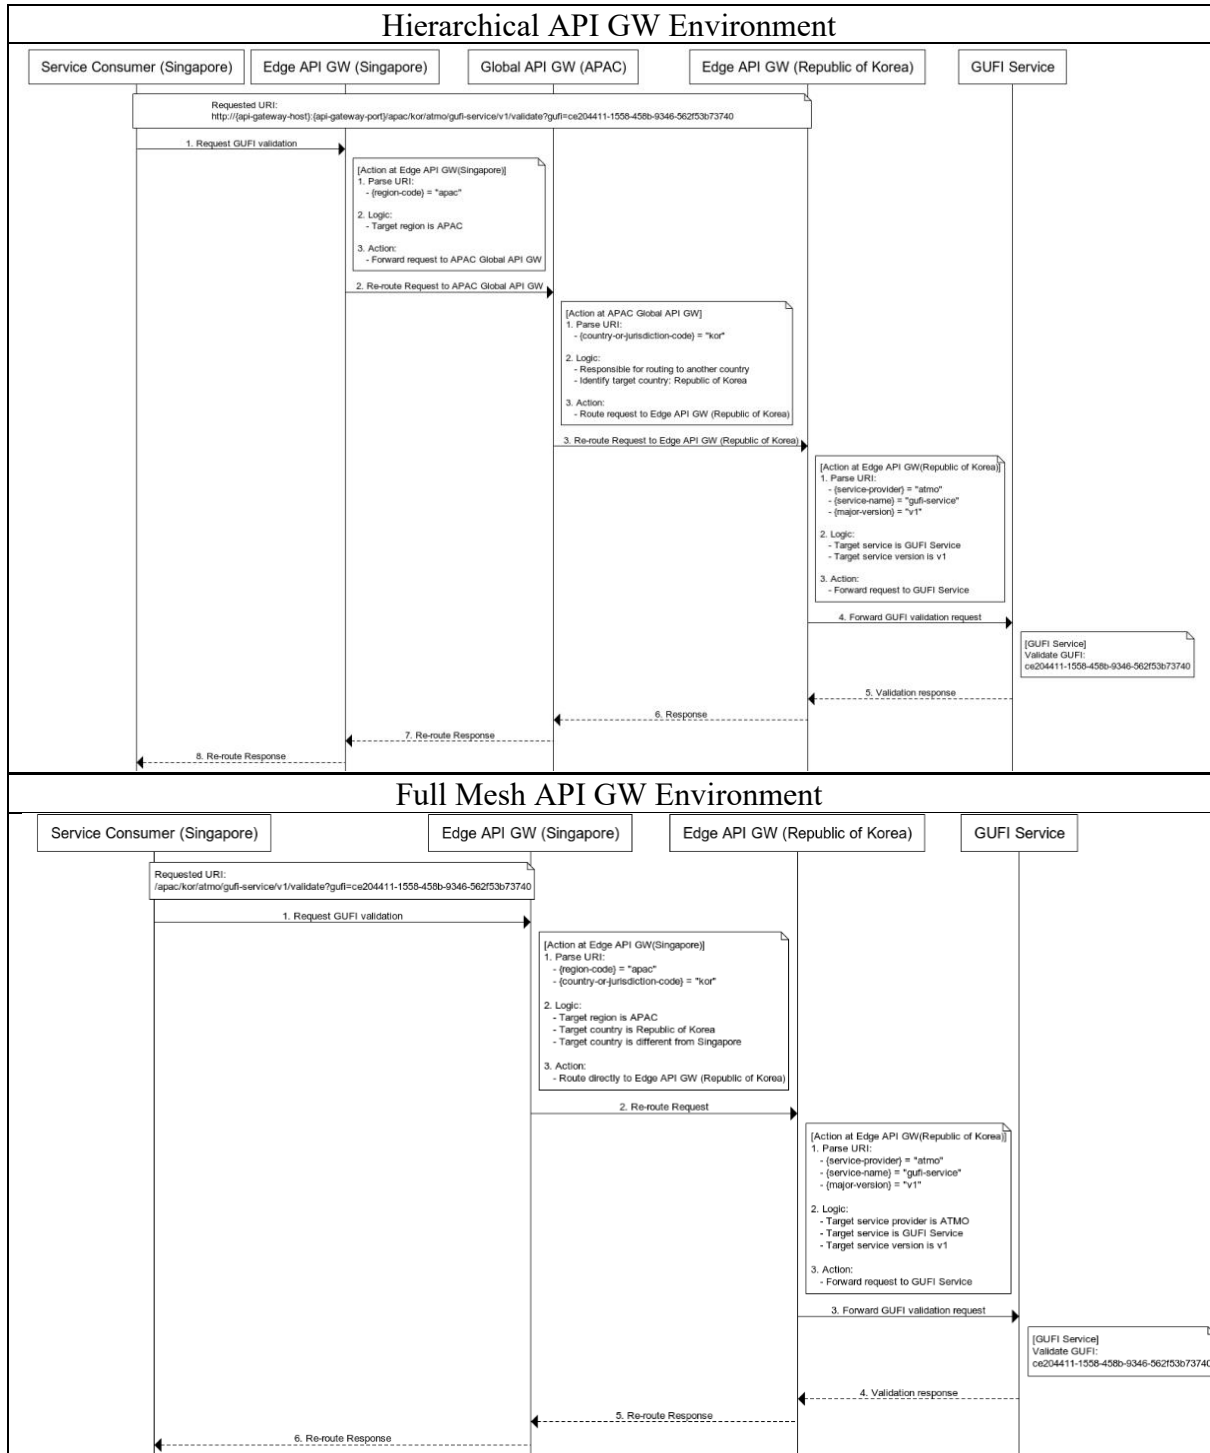 Hierarchical API GW Environment
Service Consumer (Singapore)
Edge API GW (Singapore)
Global API GW (APAC)
Edge API GW (Republic of Korea)
GUFI Service
Requested URI:
http://{api-gateway-host}:{api-gateway-port}/apac/kor/atmo/gufi-service/v1/validate?gufi=ce204411-1558-458b-9346-562f53b73740
1. Request GUFI validation
[Action at Edge API GW(Singapore)]
1. Parse URI:
- {region-code} = "apac"
2. Logic:
- Target region is APAC
3. Action:
- Forward request to APAC Global API GW
2. Re-route Request to APAC Global API GW
[Action at APAC Global API GW]
1. Parse URI:
- {country-or-jurisdiction-code} = "kor"
2. Logic:
- Responsible for routing to another country
- Identify target country: Republic of Korea
3. Action:
- Route request to Edge API GW (Republic of Korea)
3. Re-route Request to Edge API GW (Republic of Korea)
[Action at Edge API GW(Republic of Korea)]
1. Parse URI:
- {service-provider} = "atmo"
- {service-name} = "gufi-service"
- {major-version} = "v1"
2. Logic:
- Target service is GUFI Service
- Target service version is v1
3. Action:
- Forward request to GUFI Service
4. Forward GUFI validation request
[GUFI Service]
Validate GUFI:
ce204411-1558-458b-9346-562f53b73740
5. Validation response
6. Response
7. Re-route Response
8. Re-route Response
Full Mesh API GW Environment
Service Consumer (Singapore)
Edge API GW (Singapore)
Edge API GW (Republic of Korea)
GUFI Service
Requested URI:
/apac/kor/atmo/gufi-service/v1/validate?gufi=ce204411-1558-458b-9346-562f53b73740
1. Request GUFI validation
[Action at Edge API GW(Singapore)]
1. Parse URI:
- {region-code} = "apac"
- {country-or-jurisdiction-code} = "kor"
2. Logic:
- Target region is APAC
- Target country is Republic of Korea
- Target country is different from Singapore
3. Action:
- Route directly to Edge API GW (Republic of Korea)
2. Re-route Request
[Action at Edge API GW(Republic of Korea)]
1. Parse URI:
- {service-provider} = "atmo"
- {service-name} = "gufi-service"
- {major-version} = "v1"
2. Logic:
- Target service provider is ATMO
- Target service is GUFI Service
- Target service version is v1
3. Action:
- Forward request to GUFI Service
3. Forward GUFI validation request
[GUFI Service]
Validate GUFI:
ce204411-1558-458b-9346-562f53b73740
4. Validation response
5. Re-route Response
6. Re-route Response